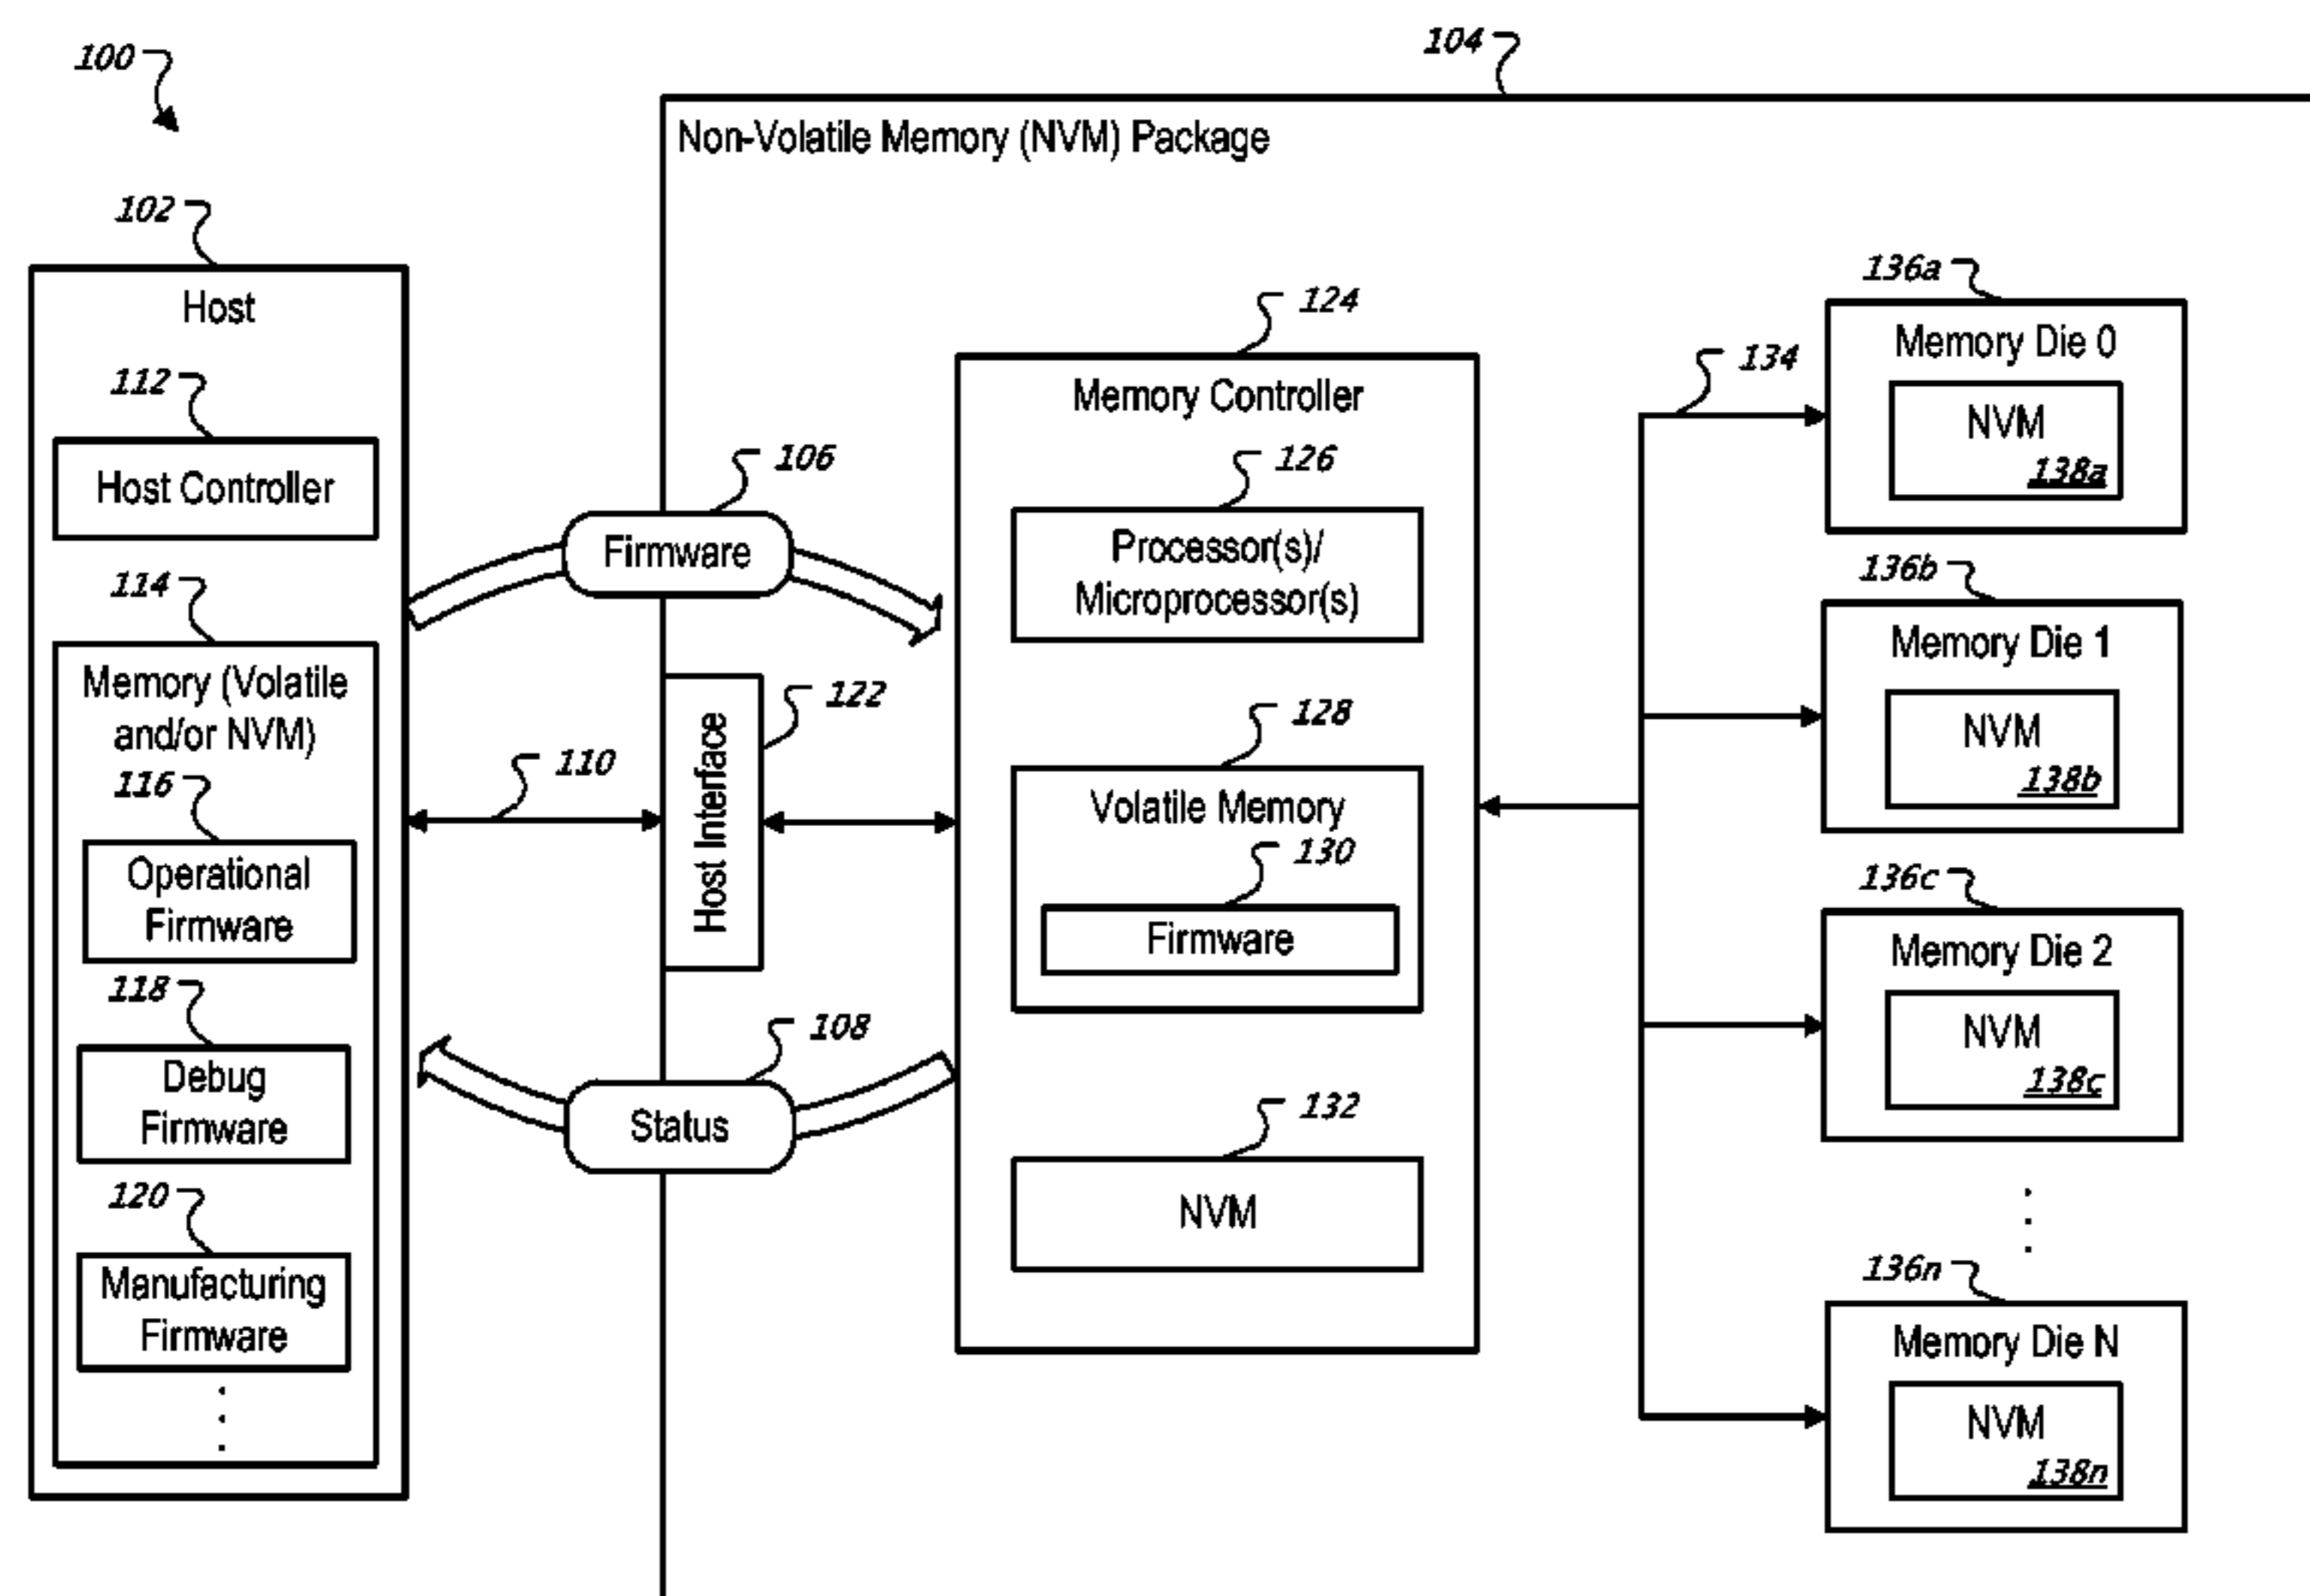 100
104
Non-Volatile Memory (NVM) Package
102
Host
112
Host Controller
114
Memory (Volatile
and/or NVM)
116
Operational
Firmware
118
Debug
Firmware
120
Manufacturing
Firmware
106
Firmware
110
122
Host Interface
108
Status
124
Memory Controller
126
Processor(s)/
Microprocessor(s)
128
Volatile Memory
130
Firmware
132
NVM
134
136a
Memory Die 0
NVM
138a
136b
Memory Die 1
NVM
138b
136c
Memory Die 2
NVM
138c
136n
Memory Die N
NVM
138n